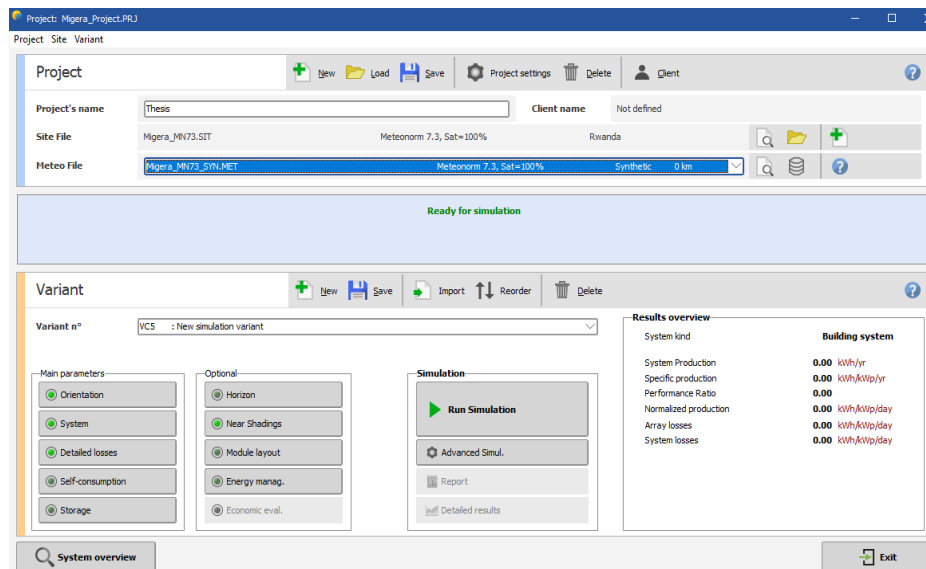 Project: Migera_Project.PRJ
Project Site Variant
Project New Load Save Project settings Delete Client
Project's name Thesis Client name Not defined
Site File Migera_MN73.SIT Meteonorm 7.3, Sat=100% Rwanda
Meteo File Migera_MN73_SYN.MET Meteonorm 7.3, Sat=100% Synthetic 0 km
Ready for simulation
Variant New Save Import Reorder Delete
Variant n° VC5 : New simulation variant
Main parameters
Orientation
System
Detailed losses
Self-consumption
Storage
Optional
Horizon
Near Shadings
Module layout
Energy manag.
Economic eval.
Simulation
Run Simulation
Advanced Simul.
Report
Detailed results
Results overview
System kind Building system
System Production 0.00 kWh/yr
Specific production 0.00 kWh/kWp/yr
Performance Ratio 0.00
Normalized production 0.00 kWh/kWp/day
Array losses 0.00 kWh/kWp/day
System losses 0.00 kWh/kWp/day
System overview
Exit